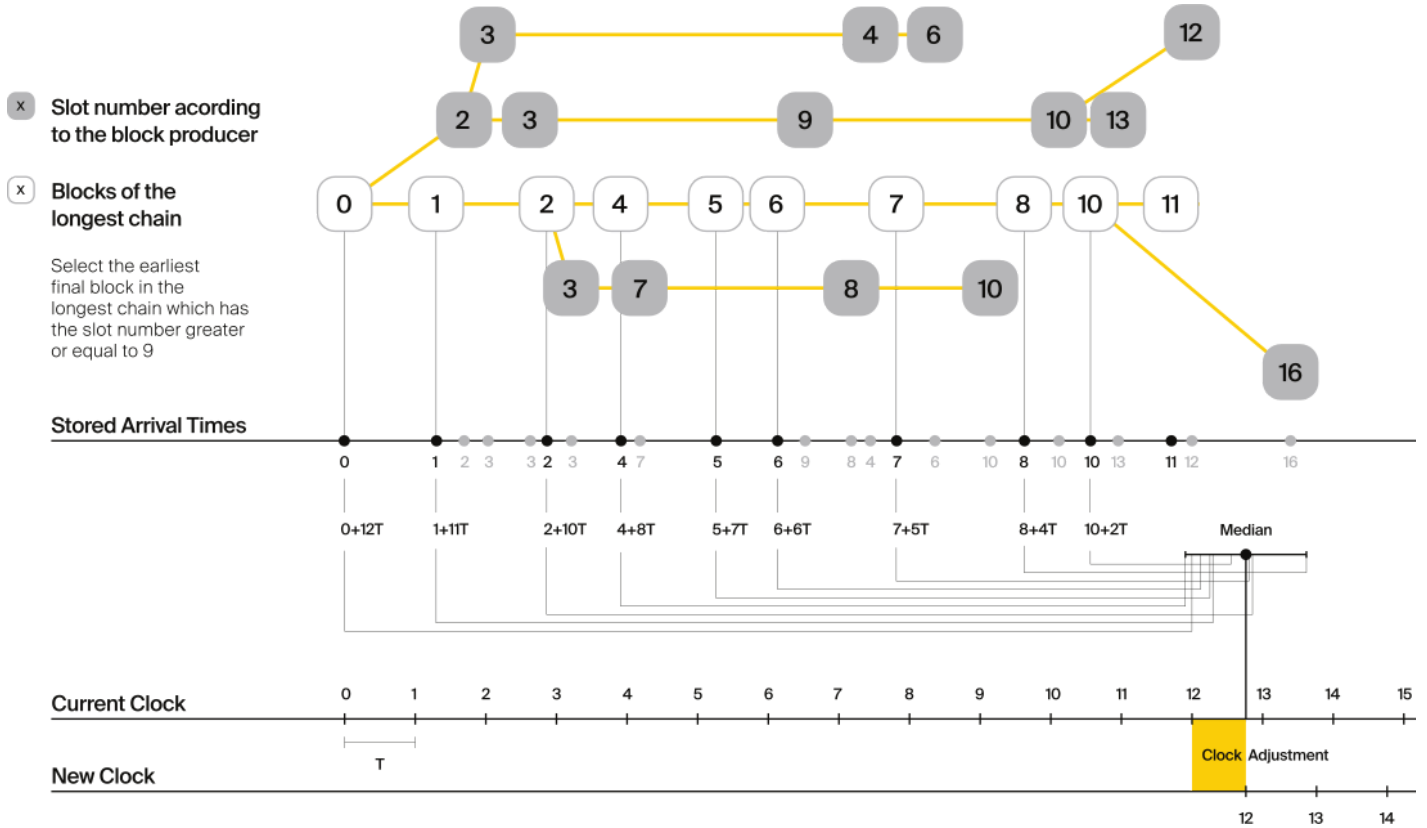 3 4 6 12
x Slot number acording
to the block producer
2 3 9 10 13
x Blocks of the
longest chain
0 1 2 4 5 6 7 8 10 11
Select the earliest
final block in the
longest chain which has
the slot number greater
or equal to 9
3 7 8 10
16
Stored Arrival Times
0 1 2 3 3 2 3 4 7 5 6 9 8 4 7 6 10 8 10 10 13 11 12 16
0+12T 1+11T 2+10T 4+8T 5+7T 6+6T 7+5T 8+4T 10+2T Median
Current Clock 0 1 2 3 4 5 6 7 8 9 10 11 12 13 14 15
T
Clock Adjustment
New Clock
12 13 14